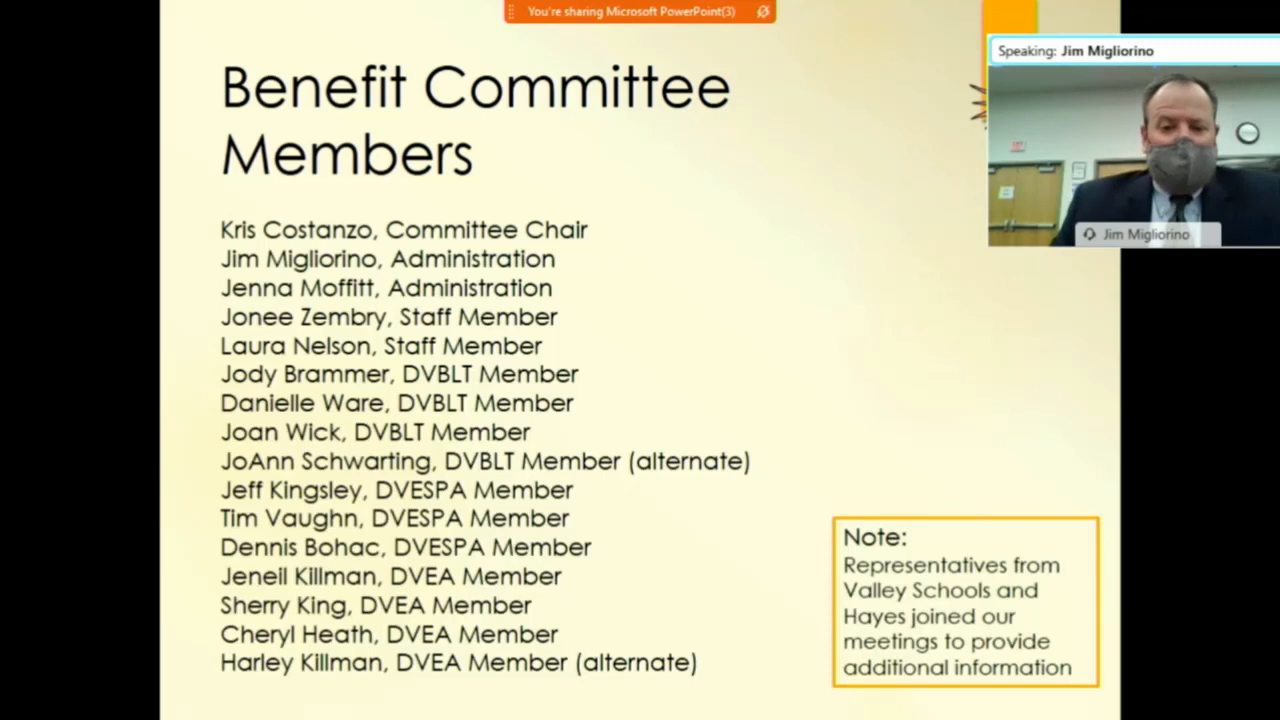 You're sharing Microsoft PowerPoint(3)
Speaking: Jim Migliorino
Jim Migliorino
Benefit Committee
Members
Kris Costanzo, Committee Chair
Jim Migliorino, Administration
Jenna Moffitt, Administration
Jonee Zembry, Staff Member
Laura Nelson, Staff Member
Jody Brammer, DVBLT Member
Danielle Ware, DVBLT Member
Joan Wick, DVBLT Member
JoAnn Schwarting, DVBLT Member (alternate)
Jeff Kingsley, DVESPA Member
Tim Vaughn, DVESPA Member
Dennis Bohac, DVESPA Member
Jeneil Killman, DVEA Member
Sherry King, DVEA Member
Cheryl Heath, DVEA Member
Harley Killman, DVEA Member (alternate)
Note:
Representatives from
Valley Schools and
Hayes joined our
meetings to provide
additional information